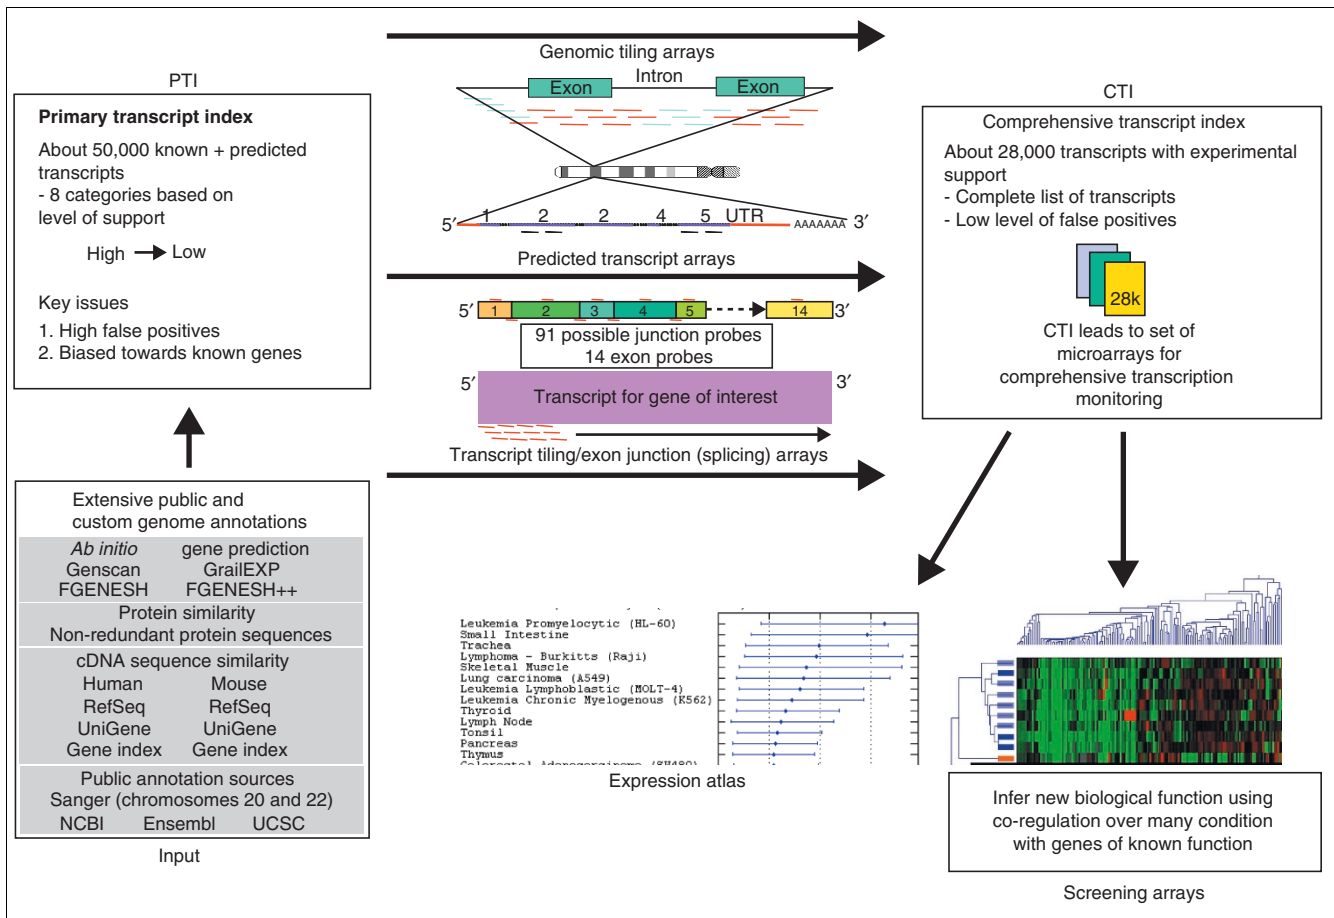 PTI
Primary transcript index
About 50,000 known + predicted
transcripts
- 8 categories based on
level of support
High Low
Key issues
1. High false positives
2. Biased towards known genes
Extensive public and
custom genome annotations
Ab initio gene prediction
Genscan GrailEXP
FGENESH FGENESH++
Protein similarity
Non-redundant protein sequences
cDNA sequence similarity
Human Mouse
RefSeq RefSeq
UniGene UniGene
Gene index Gene index
Public annotation sources
Sanger (chromosomes 20 and 22)
NCBI Ensembl UCSC
Input
Genomic tiling arrays
Intron
Exon Exon
5′ 1 2 2 4 5 UTR AAAAAAA 3′
Predicted transcript arrays
5′ 1 2 3 4 5 14 3′
91 possible junction probes
14 exon probes
5′ 3′
Transcript for gene of interest
Transcript tiling/exon junction (splicing) arrays
CTI
Comprehensive transcript index
About 28,000 transcripts with experimental
support
- Complete list of transcripts
- Low level of false positives
28k
CTI leads to set of
microarrays for
comprehensive transcription
monitoring
Leukemia Promyelocytic (HL-60)
Small Intestine
Trachea
Lymphoma - Burkitts (Raji)
Skeletal Muscle
Lung carcinoma (A549)
Leukemia Lymphoblastic (MOLT-4)
Leukemia Chronic Myelogenous (K562)
Thyroid
Lymph Node
Tonsil
Pancreas
Thymus
Expression atlas
Infer new biological function using
co-regulation over many condition
with genes of known function
Screening arrays